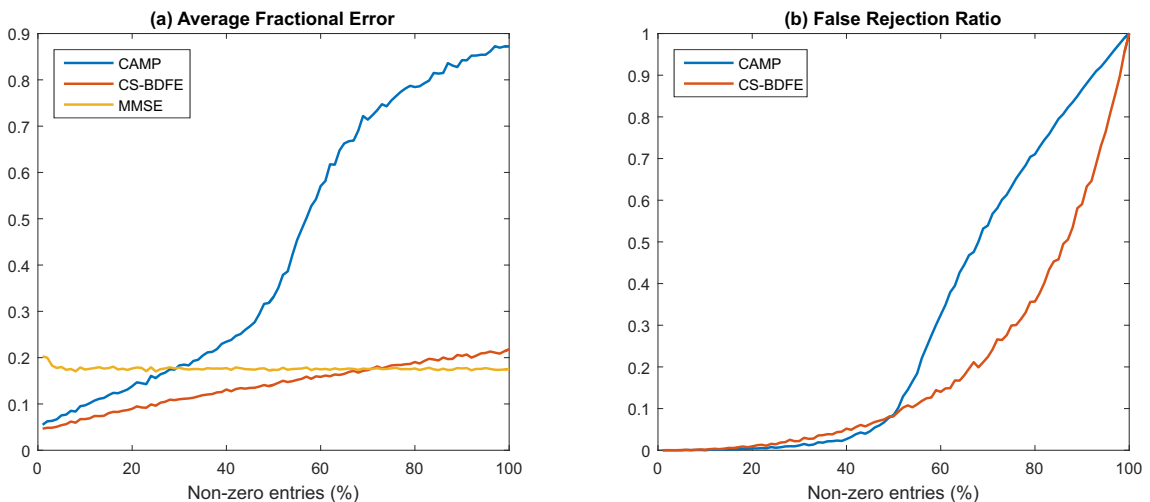 (a) Average Fractional Error
0.9
0.8
0.7
0.6
0.5
0.4
0.3
0.2
0.1
0
CAMP
CS-BDFE
MMSE
0 20 40 60 80 100
Non-zero entries (%)
(b) False Rejection Ratio
1
0.9
0.8
0.7
0.6
0.5
0.4
0.3
0.2
0.1
0
CAMP
CS-BDFE
0 20 40 60 80 100
Non-zero entries (%)